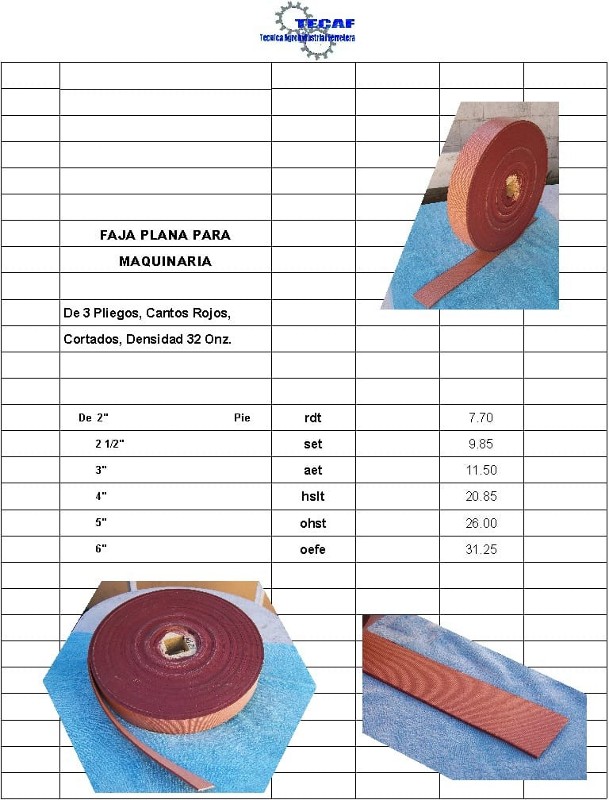 TECAF
Tecnica Agroindustrial Ferretera
FAJA PLANA PARA
MAQUINARIA
De 3 Pliegos, Cantos Rojos,
Cortados, Densidad 32 Onz.
De 2" Pie rdt 7.70
2 1/2" set 9.85
3" aet 11.50
4" hslt 20.85
5" ohst 26.00
6" oefe 31.25